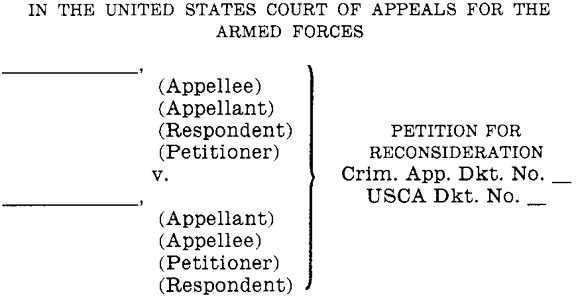 IN THE UNITED STATES COURT OF APPEALS FOR THE
ARMED FORCES
____________,
(Appellee)
(Appellant)
(Respondent)
(Petitioner)
v.
____________,
(Appellant)
(Appellee)
(Petitioner)
(Respondent)
PETITION FOR
RECONSIDERATION
Crim. App. Dkt. No. __
USCA Dkt. No. __